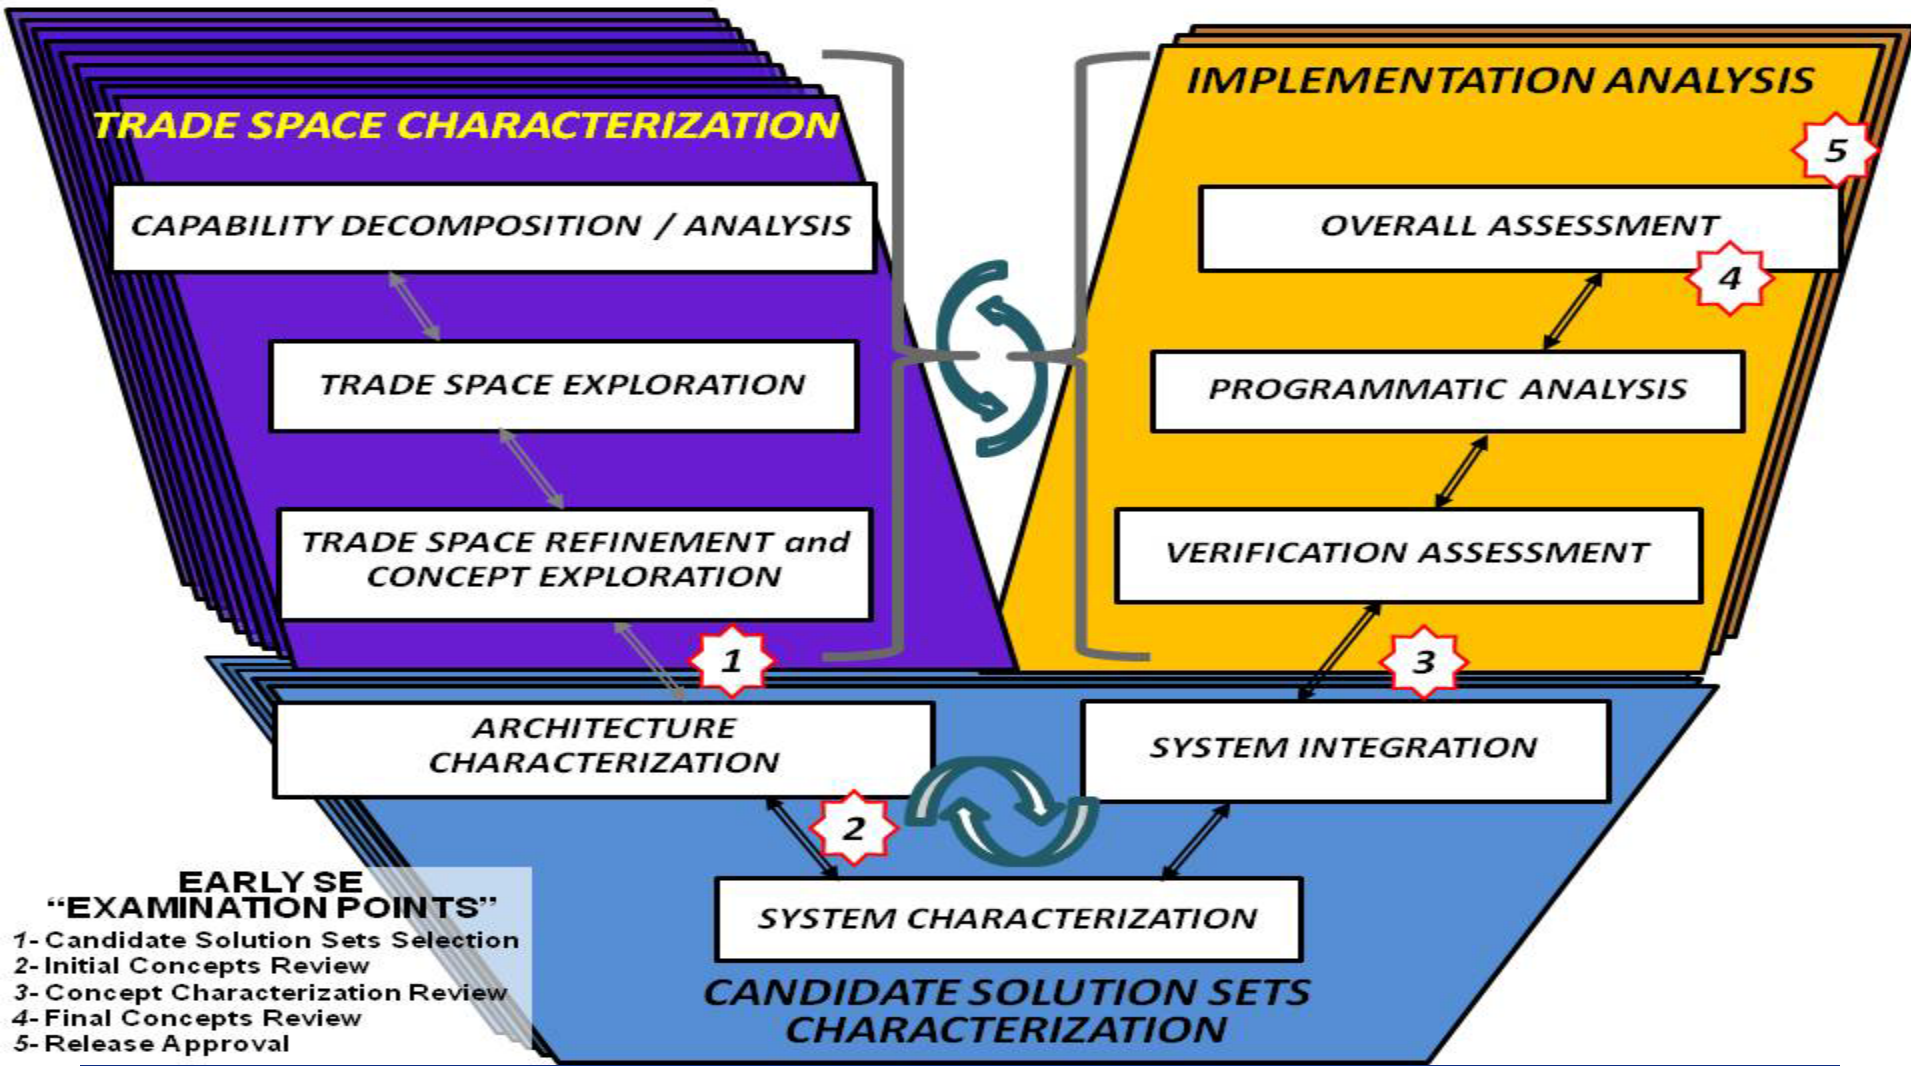 TRADE SPACE CHARACTERIZATION
CAPABILITY DECOMPOSITION / ANALYSIS
TRADE SPACE EXPLORATION
TRADE SPACE REFINEMENT and
CONCEPT EXPLORATION
1
IMPLEMENTATION ANALYSIS
5
OVERALL ASSESSMENT
4
PROGRAMMATIC ANALYSIS
VERIFICATION ASSESSMENT
3
ARCHITECTURE
CHARACTERIZATION
SYSTEM INTEGRATION
2
SYSTEM CHARACTERIZATION
CANDIDATE SOLUTION SETS
CHARACTERIZATION
EARLY SE
“EXAMINATION POINTS”
1- Candidate Solution Sets Selection
2- Initial Concepts Review
3- Concept Characterization Review
4- Final Concepts Review
5- Release Approval